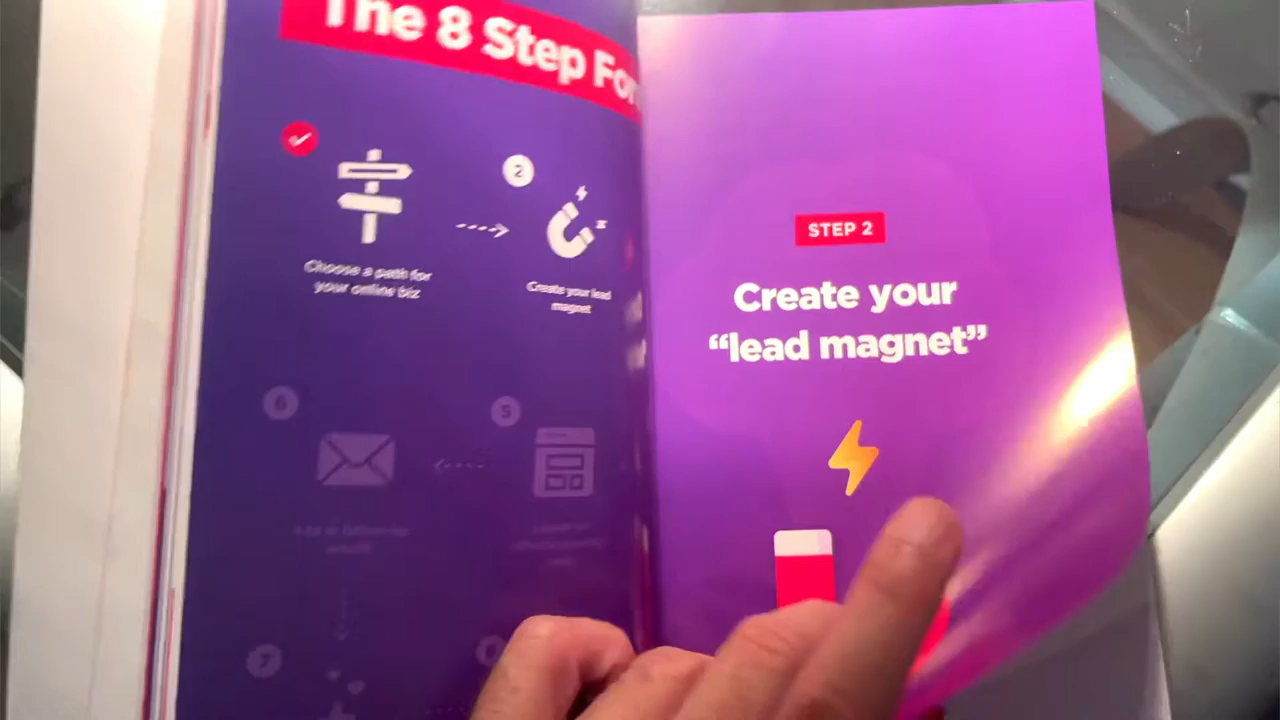 The 8 Step
2
Choose a path for
your online biz
Create your lead
magnet
6
5
7
STEP 2
Create your
“lead magnet”